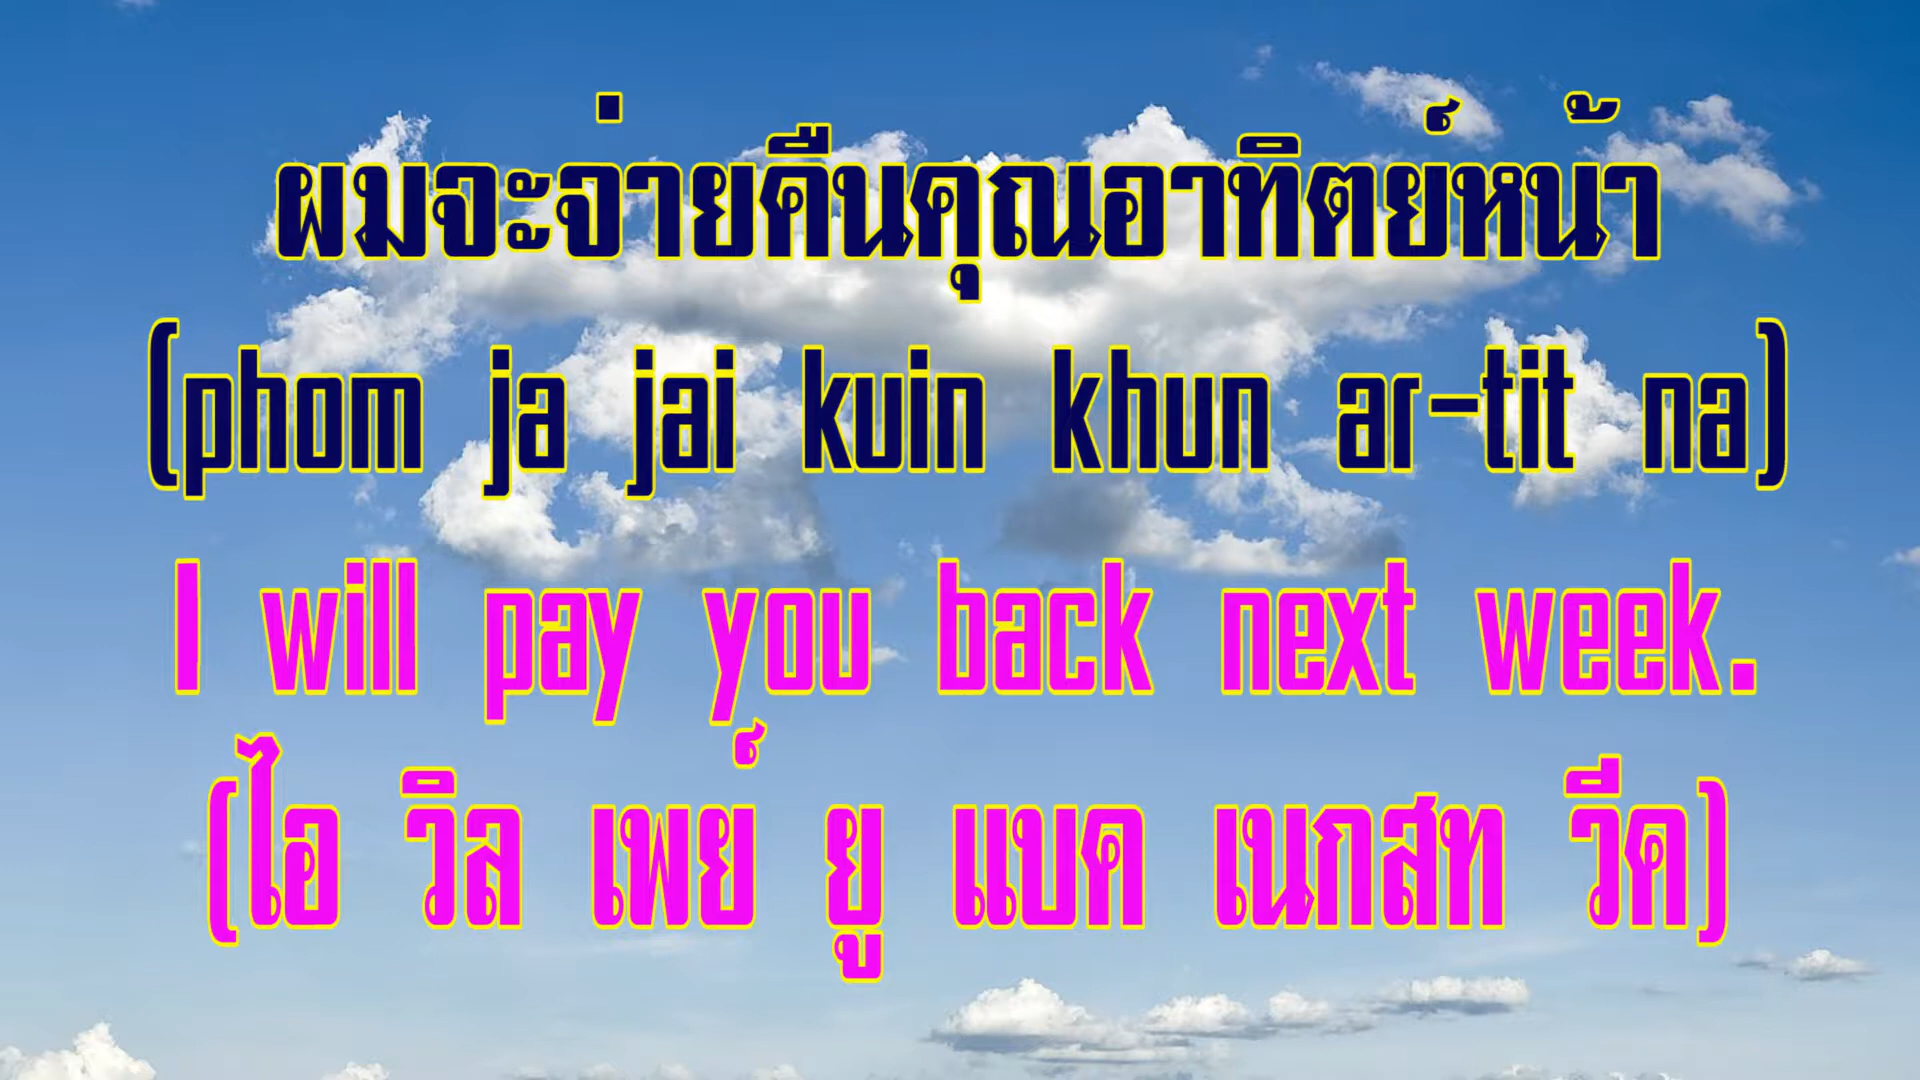 ผมจะจ่ายคืนคุณอาทิตย์หน้า
(phom ja jai kuin khun ar-tit na)
I will pay you back next week.
(ไอ วิล เพย์ ยู แบค เนกสท วีค)